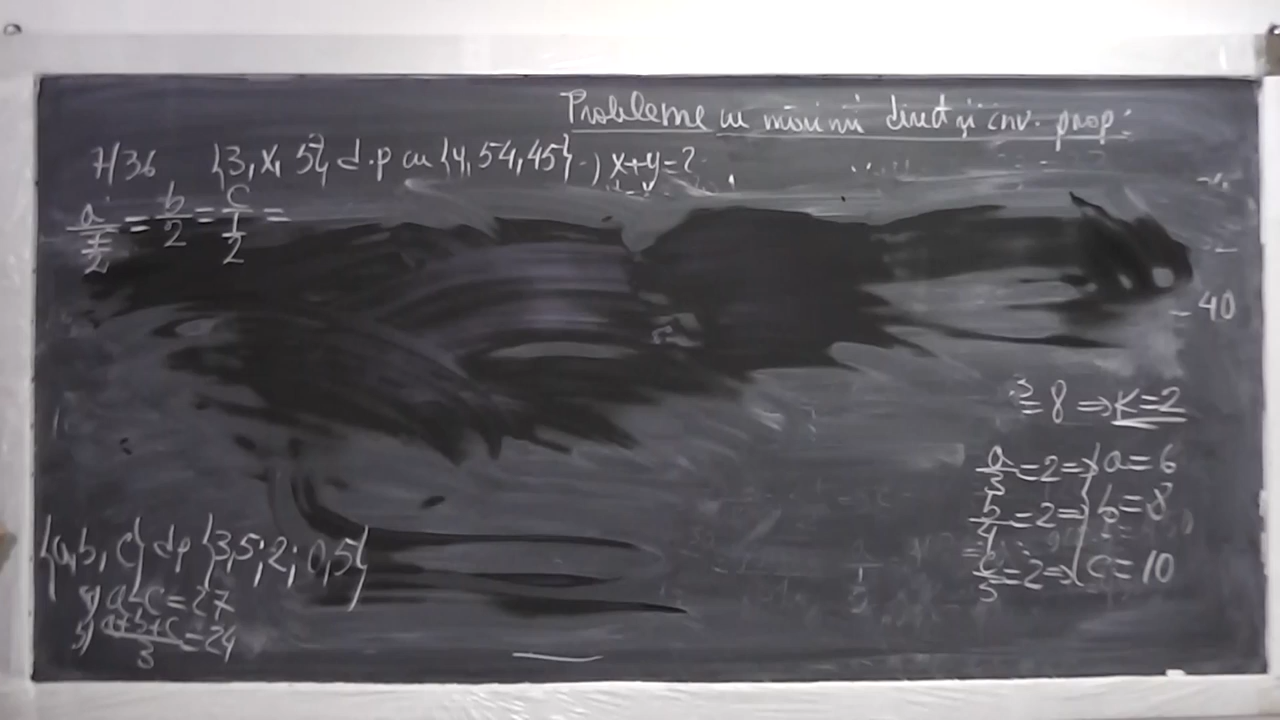 Probleme cu mărimi direct și inv. prop:
7/36 {3, x, 5} d.p cu {y, 54, 45} x+y=?
a/(7/2) = b/2 = c/(1/2) =
- 40
= 8 ⇒ K=2
a/3 = 2 ⇒ a = 6
b/4 = 2 ⇒ b = 8
c/5 = 2 ⇒ c = 10
{a, b, c} dp {3,5; 2; 0,5}
a-c = 27
b) (a+b+c)/3 = 24